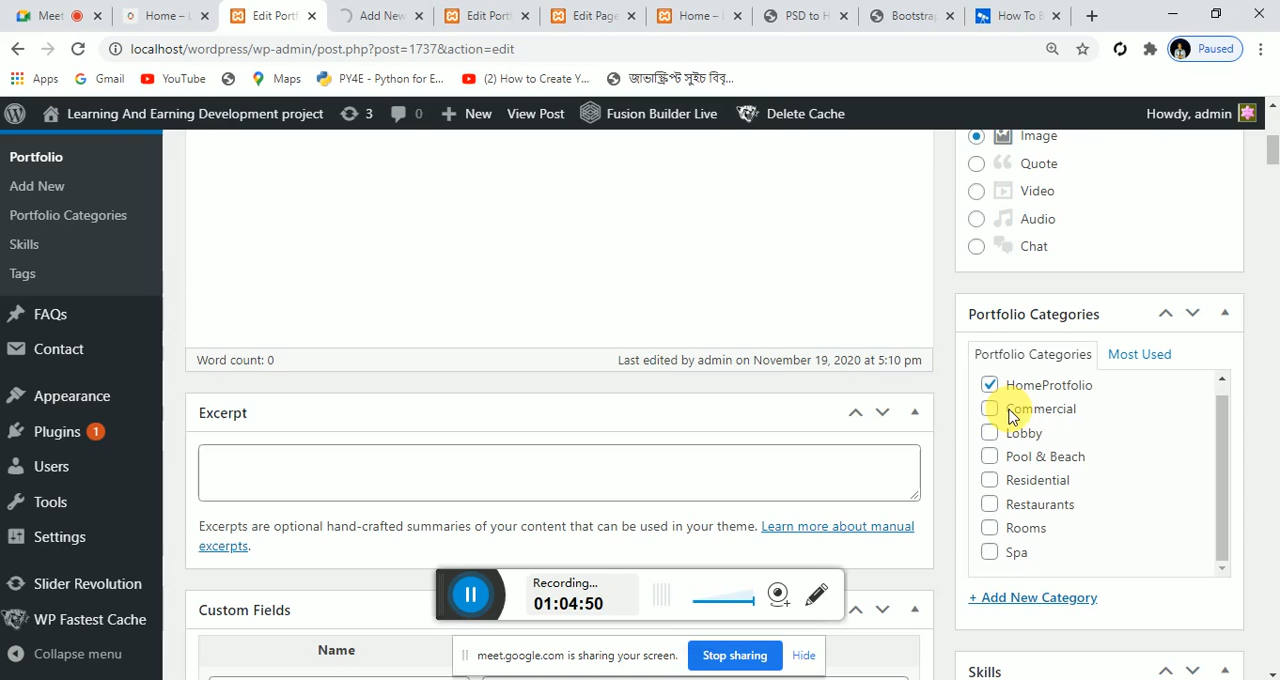 Meet
Home – L
Edit Portf
Add New
Edit Port
Edit Page
Home –
PSD to H
Bootstrap
How To B
localhost/wordpress/wp-admin/post.php?post=1737&action=edit
Paused
Apps
Gmail
YouTube
Maps
PY4E - Python for E...
(2) How to Create Y...
জাভাস্ক্রিপ্ট সুইচ বিবৃ...
Learning And Earning Development project
3
0
New
View Post
Fusion Builder Live
Delete Cache
Howdy, admin
Portfolio
Add New
Portfolio Categories
Skills
Tags
FAQs
Contact
Appearance
Plugins 1
Users
Tools
Settings
Slider Revolution
WP Fastest Cache
Collapse menu
Word count: 0
Last edited by admin on November 19, 2020 at 5:10 pm
Excerpt
Excerpts are optional hand-crafted summaries of your content that can be used in your theme. Learn more about manual
excerpts.
Custom Fields
Name
Image
Quote
Video
Audio
Chat
Portfolio Categories
Portfolio Categories
Most Used
HomeProtfolio
Commercial
Lobby
Pool & Beach
Residential
Restaurants
Rooms
Spa
+ Add New Category
Skills
Recording...
01:04:50
meet.google.com is sharing your screen.
Stop sharing
Hide